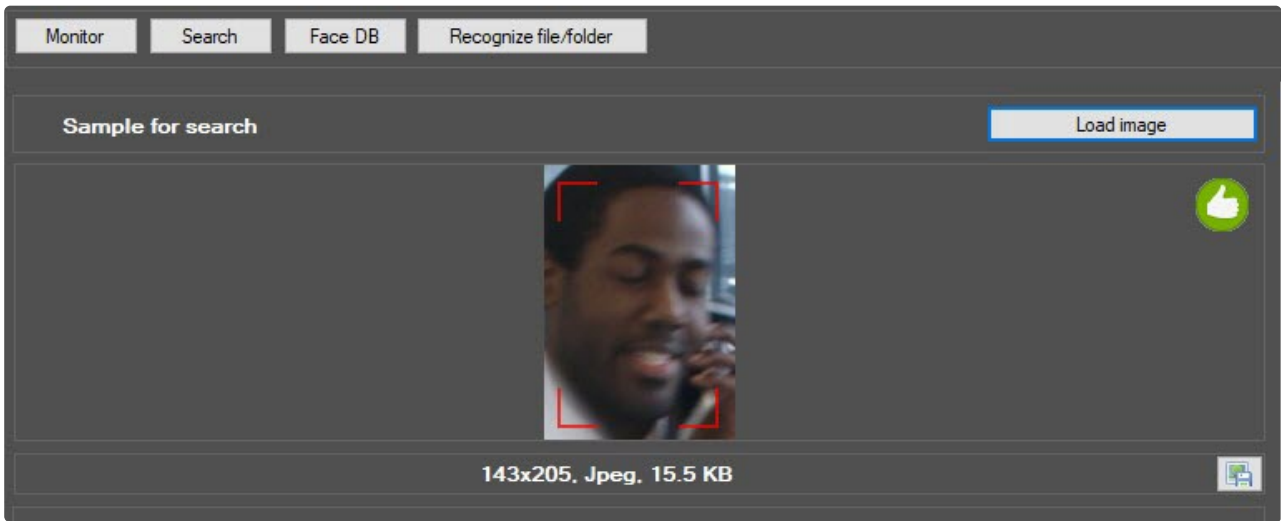 Monitor Search Face DB Recognize file/folder
Sample for search Load image
143x205, Jpeg, 15.5 KB